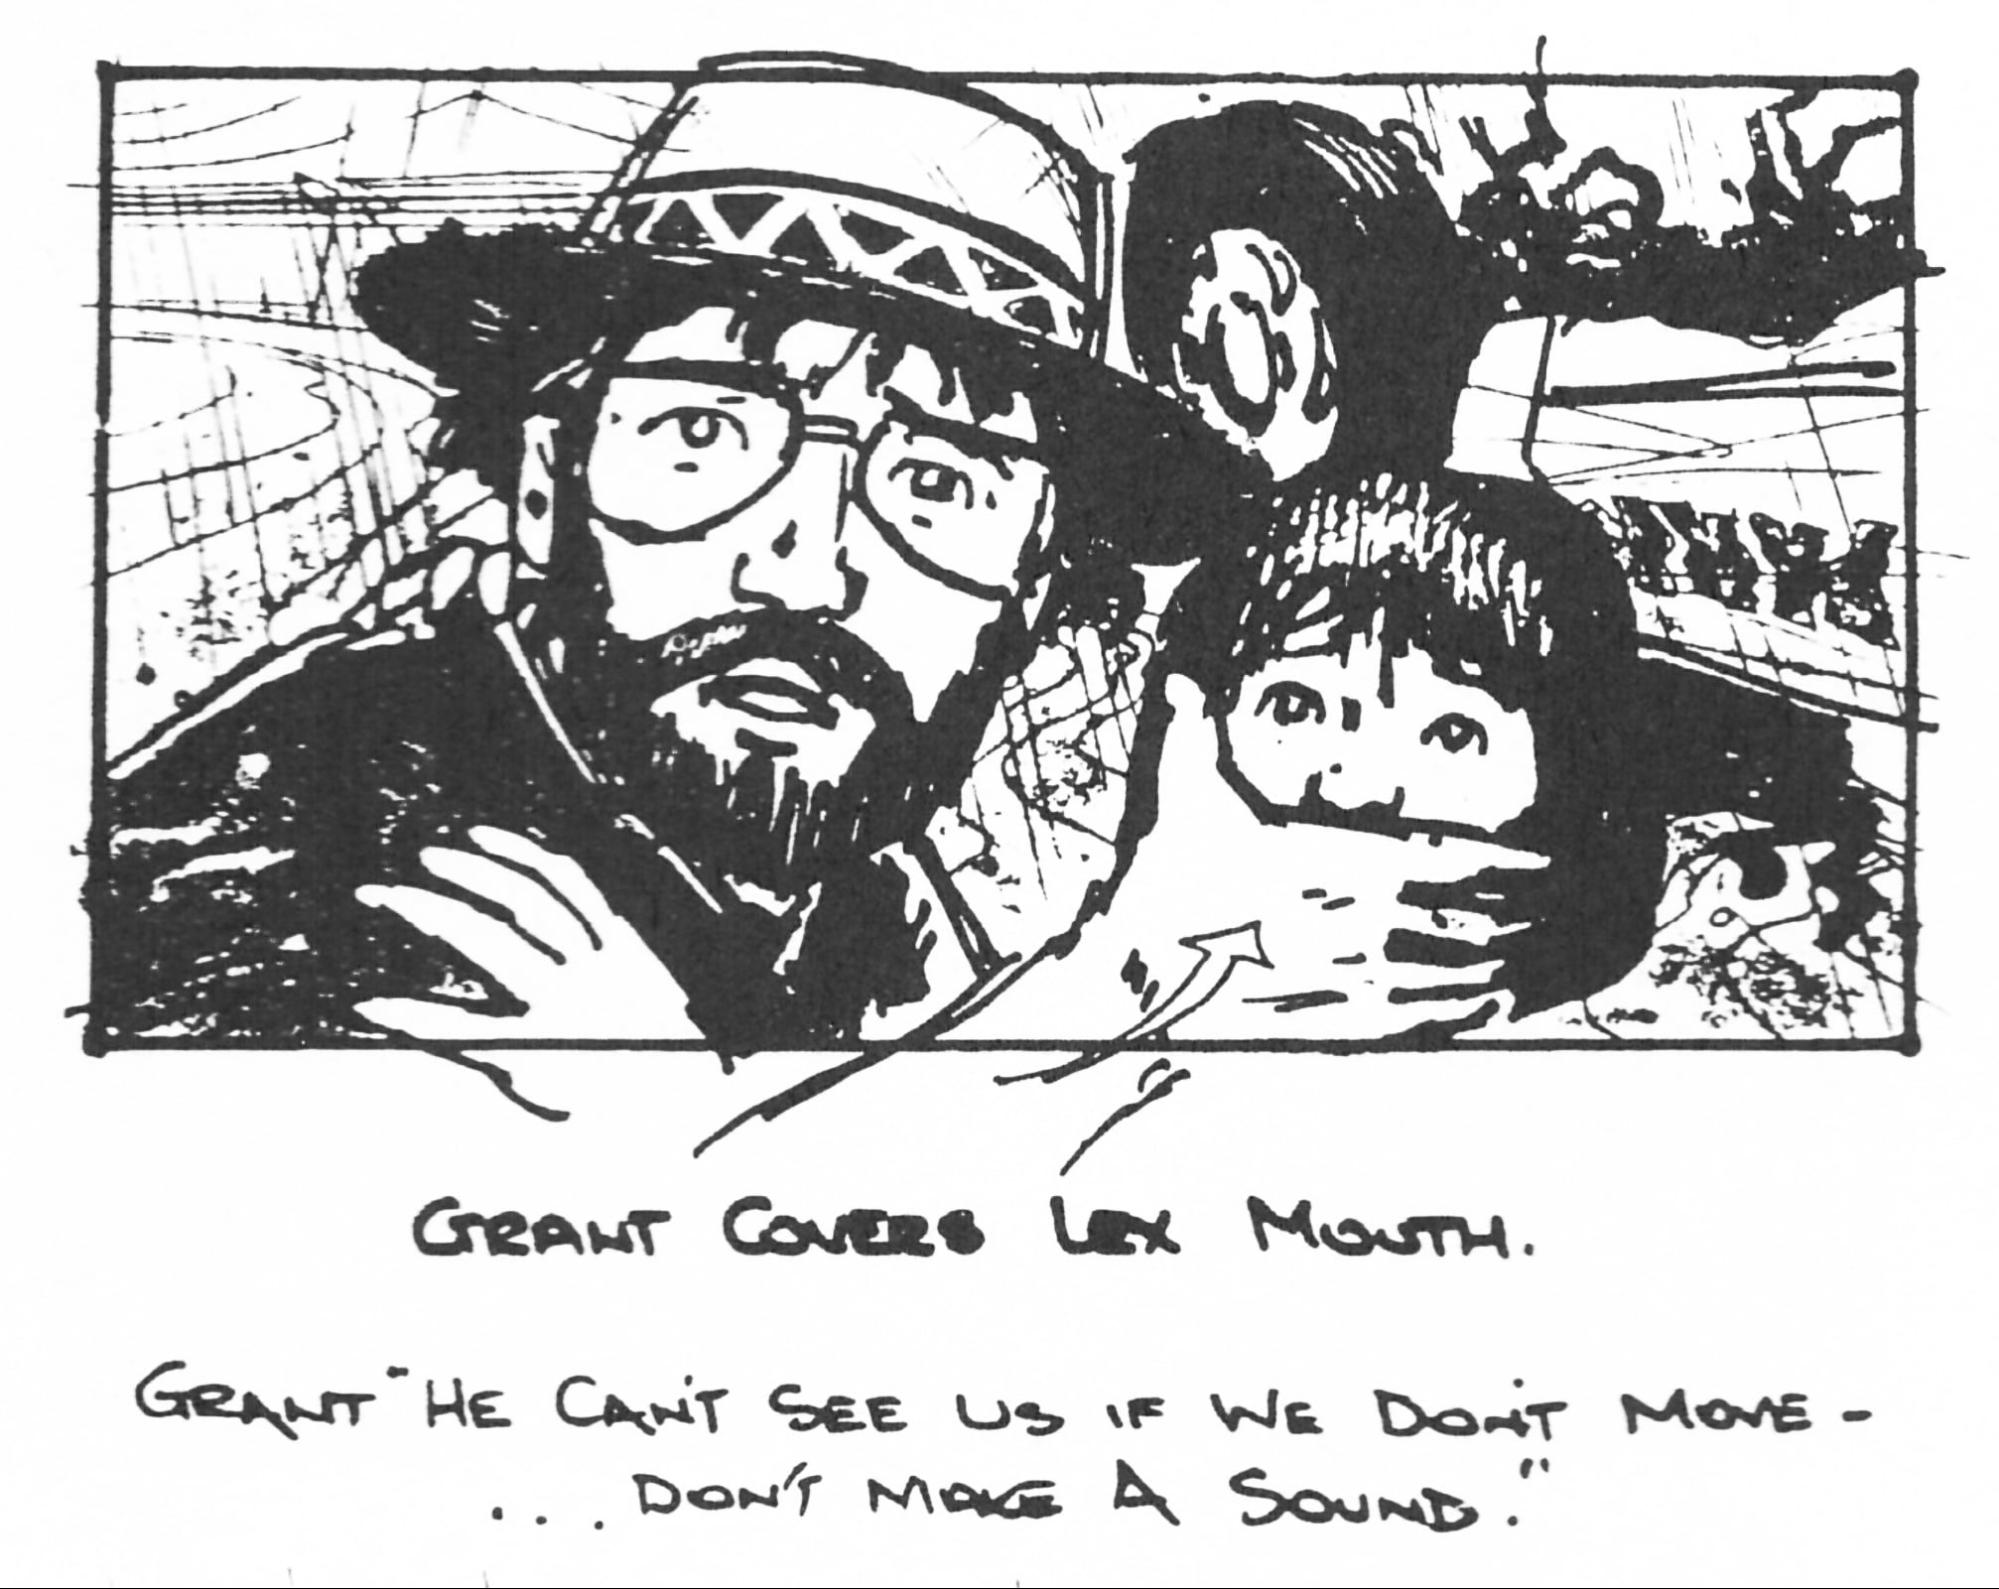 GRANT COVERS LEX MOUTH.
GRANT "HE CAN'T SEE US IF WE DON'T MOVE -
... DON'T MAKE A SOUND."